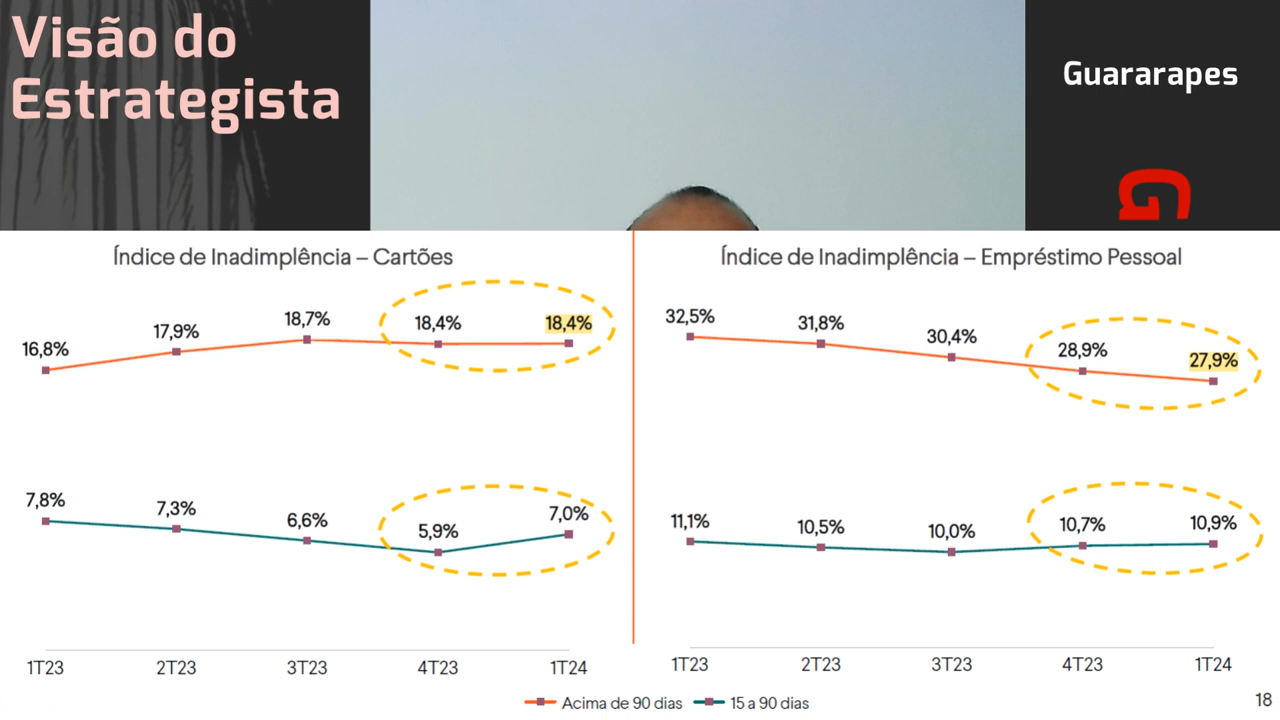 Visão do
Estrategista
Guararapes
Índice de Inadimplência – Cartões
16,8%
17,9%
18,7%
18,4%
18,4%
7,8%
7,3%
6,6%
5,9%
7,0%
1T23
2T23
3T23
4T23
1T24
Índice de Inadimplência – Empréstimo Pessoal
32,5%
31,8%
30,4%
28,9%
27,9%
11,1%
10,5%
10,0%
10,7%
10,9%
1T23
2T23
3T23
4T23
1T24
Acima de 90 dias
15 a 90 dias
18